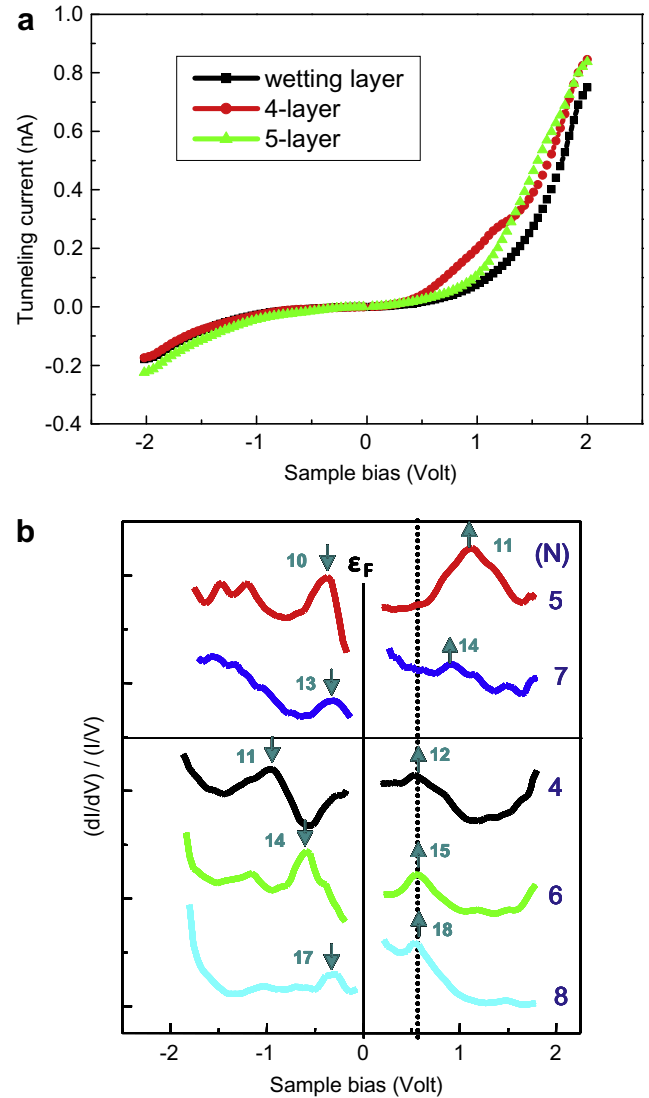 a
1.0
0.8
0.6
0.4
0.2
0.0
-0.2
-0.4
Tunneling current (nA)
wetting layer
4-layer
5-layer
-2 -1 0 1 2
Sample bias (Volt)
b
(dI/dV) / (I/V)
10 εF 11 (N)
5
13 14 7
11 12 4
14 15 6
17 18 8
-2 -1 0 1 2
Sample bias (Volt)